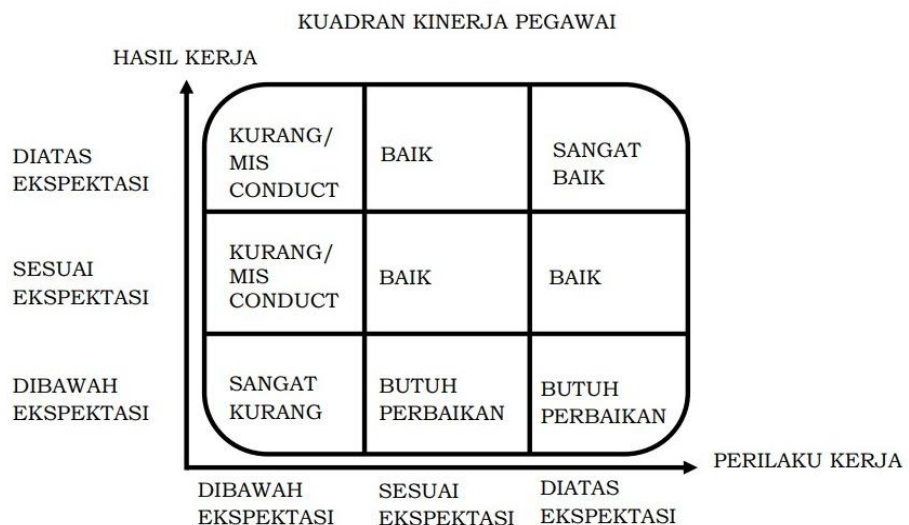 KUADRAN KINERJA PEGAWAI
HASIL KERJA
DIATAS
EKSPEKTASI
KURANG/
MIS
CONDUCT
BAIK
SANGAT
BAIK
SESUAI
EKSPEKTASI
KURANG/
MIS
CONDUCT
BAIK
BAIK
DIBAWAH
EKSPEKTASI
SANGAT
KURANG
BUTUH
PERBAIKAN
BUTUH
PERBAIKAN
PERILAKU KERJA
DIBAWAH
EKSPEKTASI
SESUAI
EKSPEKTASI
DIATAS
EKSPEKTASI